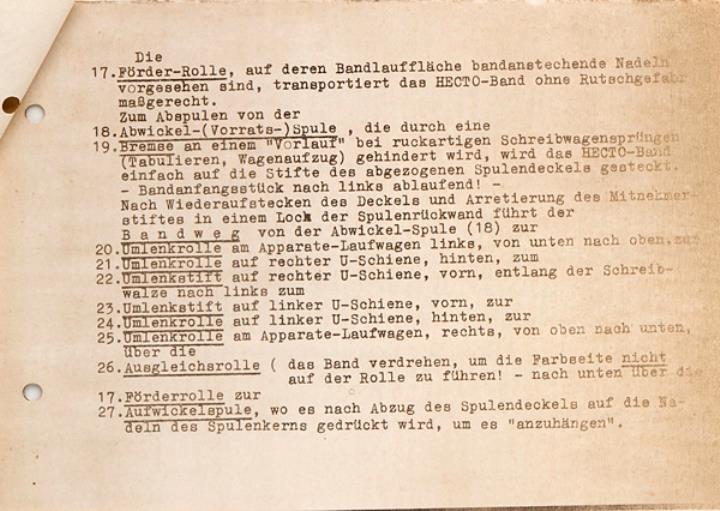 Die
17. Förder-Rolle, auf deren Bandlauffläche bandanstechende Nadeln
vorgesehen sind, transportiert das HECTO-Band ohne Rutschgefahr
maßgerecht.
Zum Abspulen von der
18. Abwickel-(Vorrats-)Spule , die durch eine
19. Bremse an einem "Vorlauf" bei ruckartigen Schreibwagensprüngen
(Tabulieren, Wagenaufzug) gehindert wird, wird das HECTO-Band
einfach auf die Stifte des abgezogenen Spulendeckels gesteckt.
- Bandanfangsstück nach links ablaufend! -
Nach Wiederaufstecken des Deckels und Arretierung des Mitnehmer-
stiftes in einem Loch der Spulenrückwand führt der
B a n d w e g von der Abwickel-Spule (18) zur
20. Umlenkrolle am Apparate-Laufwagen links, von unten nach oben, zur
21. Umlenkrolle auf rechter U-Schiene, hinten, zum
22. Umlenkstift auf rechter U-Schiene, vorn, entlang der Schreib-
walze nach links zum
23. Umlenkstift auf linker U-Schiene, vorn, zur
24. Umlenkrolle auf linker U-Schiene, hinten, zur
25. Umlenkrolle am Apparate-Laufwagen, rechts, von oben nach unten,
über die
26. Ausgleichsrolle ( das Band verdrehen, um die Farbseite nicht
auf der Rolle zu führen! - nach unten über die
17. Förderrolle zur
27. Aufwickelspule, wo es nach Abzug des Spulendeckels auf die Na-
deln des Spulenkerns gedrückt wird, um es "anzuhängen".